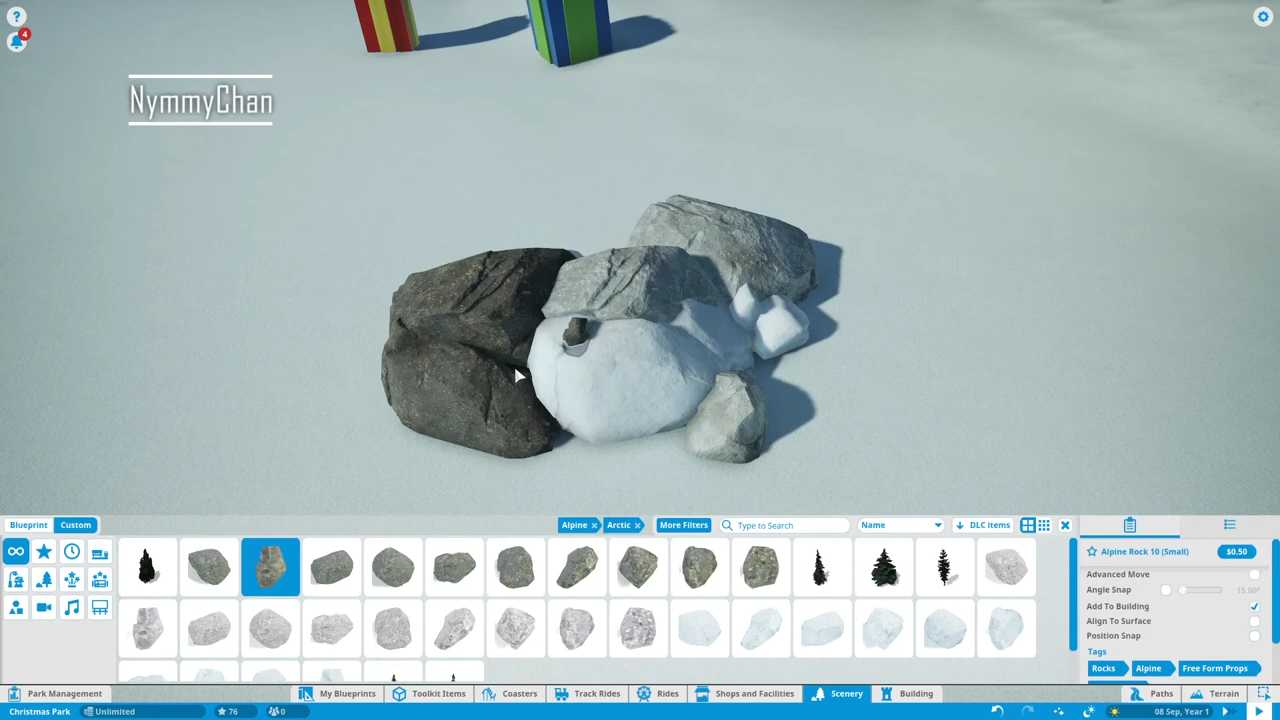 ?
4
NymmyChan
Blueprint
Custom
Alpine ×
Arctic ×
More Filters
Type to Search
Name
DLC items
Alpine Rock 10 (Small)
$0.50
Advanced Move
Angle Snap
15.00°
Add To Building
Align To Surface
Position Snap
Tags
Rocks
Alpine
Free Form Props
Park Management
My Blueprints
Toolkit Items
Coasters
Track Rides
Rides
Shops and Facilities
Scenery
Building
Paths
Terrain
Christmas Park
Unlimited
76
0
08 Sep, Year 1